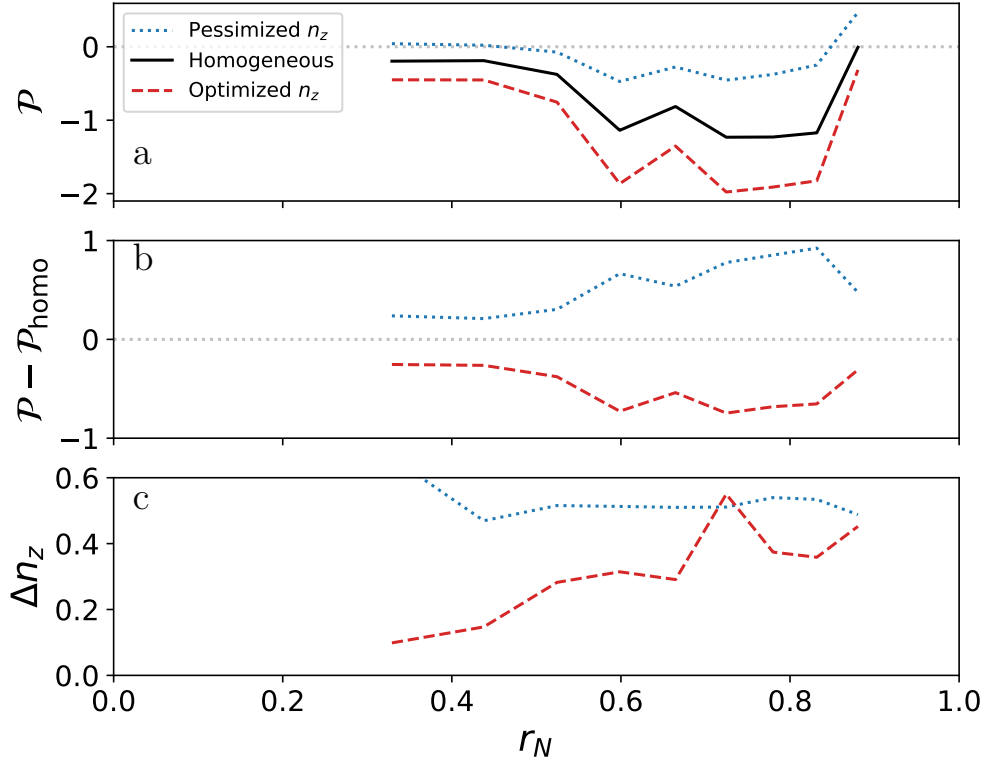 Pessimized n_z
Homogeneous
Optimized n_z
0
−1
−2
𝒫
a
1
0
−1
𝒫 − 𝒫_homo
b
0.6
0.4
0.2
0.0
Δn_z
c
0.0 0.2 0.4 0.6 0.8 1.0
r_N